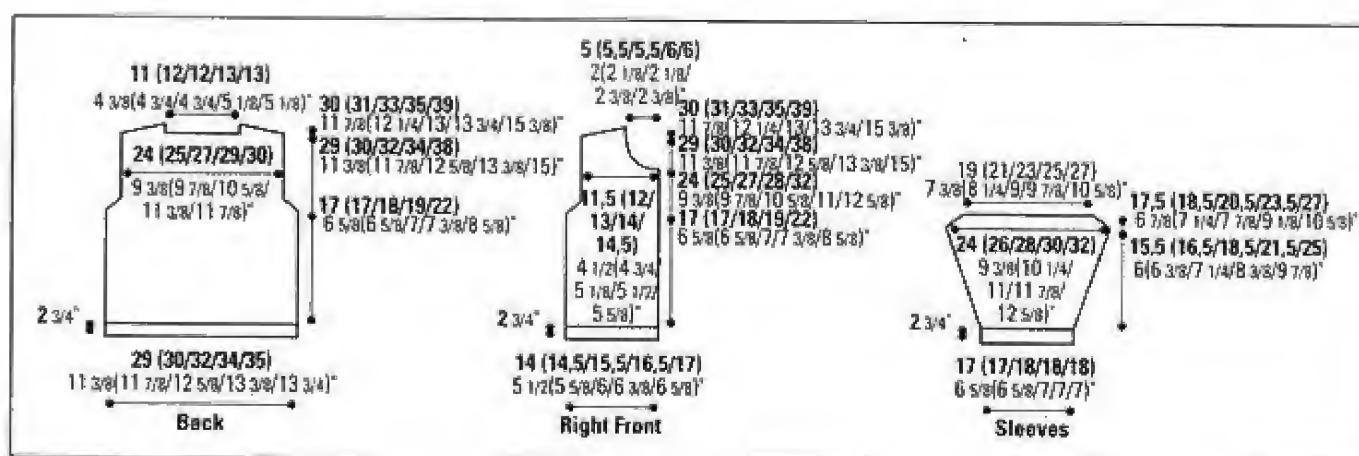 11 (12/12/13/13)
4 3/8(4 3/4/4 3/4/5 1/8/5 1/8)"
30 (31/33/35/39)
11 7/8(12 1/4/13/13 3/4/15 3/8)"
29 (30/32/34/38)
11 3/8(11 7/8/12 5/8/13 3/8/15)"
24 (25/27/29/30)
9 3/8(9 7/8/10 5/8/
11 3/8/11 7/8)"
17 (17/18/19/22)
6 5/8(6 5/8/7/7 3/8/8 5/8)"
2 3/4"
29 (30/32/34/35)
11 3/8(11 7/8/12 5/8/13 3/8/13 3/4)"
Back
5 (5,5/5,5/6/6)
2(2 1/8/2 1/8/
2 3/8/2 3/8)"
30 (31/33/35/39)
11 7/8(12 1/4/13/13 3/4/15 3/8)"
29 (30/32/34/38)
11 3/8(11 7/8/12 5/8/13 3/8/15)"
24 (25/27/28/32)
9 3/8(9 7/8/10 5/8/11/12 5/8)"
17 (17/18/19/22)
6 5/8(6 5/8/7/7 3/8/8 5/8)"
11,5 (12/
13/14/
14,5)
4 1/2(4 3/4/
5 1/8/5 1/2/
5 5/8)"
2 3/4"
14 (14,5/15,5/16,5/17)
5 1/2(5 5/8/6/6 3/8/6 5/8)"
Right Front
19 (21/23/25/27)
7 3/8(8 1/4/9/9 7/8/10 5/8)"
17,5 (18,5/20,5/23,5/27)
6 7/8(7 1/4/7 7/8/9 1/8/10 5/8)"
24 (26/28/30/32)
9 3/8(10 1/4/
11/11 7/8/
12 5/8)"
15,5 (16,5/18,5/21,5/25)
6(6 3/8/7 1/4/8 3/8/9 7/8)"
2 3/4"
17 (17/18/18/18)
6 5/8(6 5/8/7/7/7)"
Sleeves